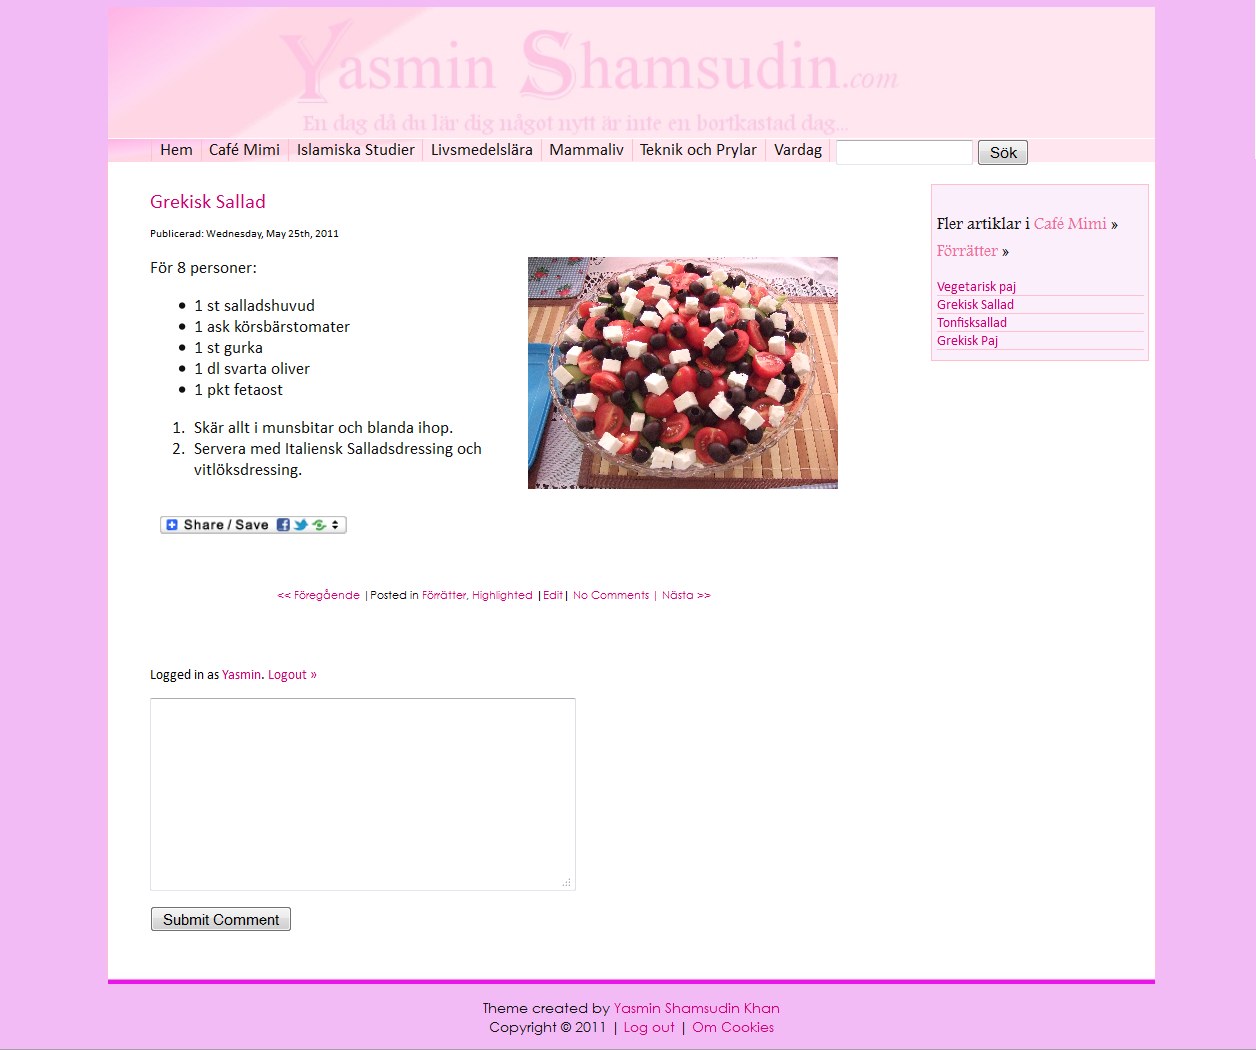 Yasmin Shamsudin.com
En dag då du lär dig något nytt är inte en bortkastad dag...
Hem Café Mimi Islamiska Studier Livsmedelslära Mammaliv Teknik och Prylar Vardag Sök
Grekisk Sallad
Publicerad: Wednesday, May 25th, 2011
För 8 personer:
1 st salladshuvud
1 ask körsbärstomater
1 st gurka
1 dl svarta oliver
1 pkt fetaost
1. Skär allt i munsbitar och blanda ihop.
2. Servera med Italiensk Salladsdressing och
vitlöksdressing.
Share / Save
<< Föregående |Posted in Förrätter, Highlighted |Edit| No Comments | Nästa >>
Logged in as Yasmin. Logout »
Submit Comment
Fler artiklar i Café Mimi »
Förrätter »
Vegetarisk paj
Grekisk Sallad
Tonfisksallad
Grekisk Paj
Theme created by Yasmin Shamsudin Khan
Copyright © 2011 | Log out | Om Cookies